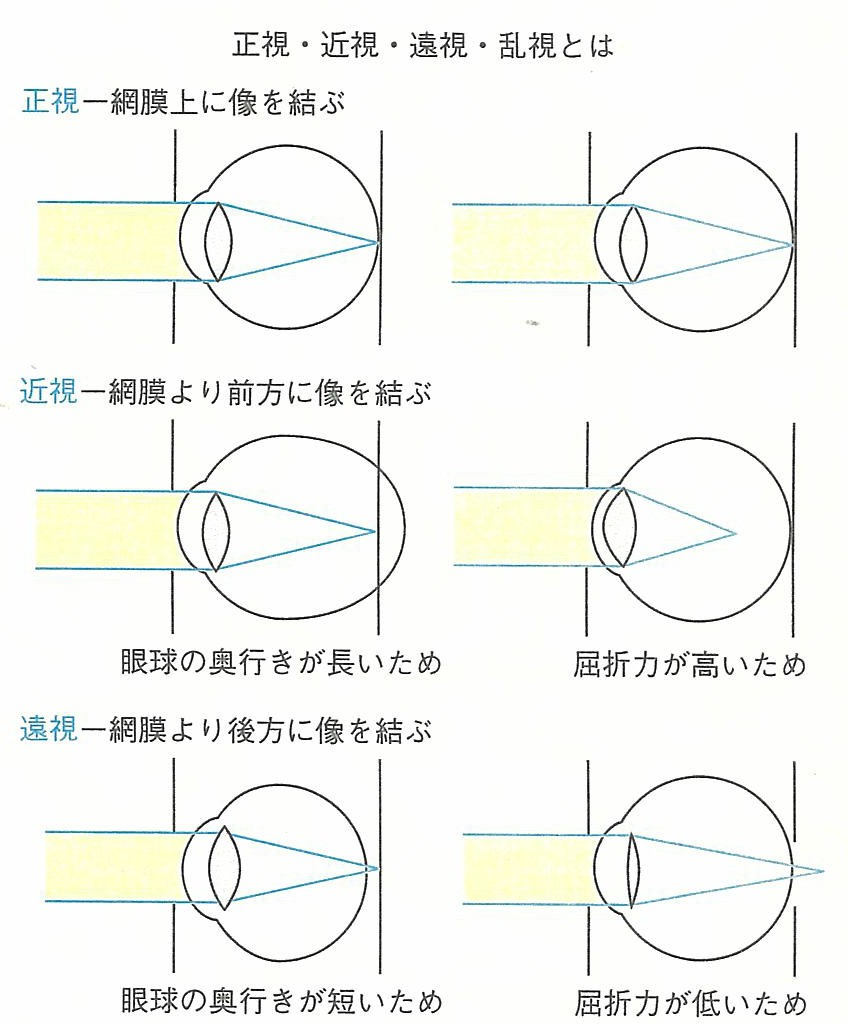 正視・近視・遠視・乱視とは
正視―網膜上に像を結ぶ
近視―網膜より前方に像を結ぶ
眼球の奥行きが長いため
屈折力が高いため
遠視―網膜より後方に像を結ぶ
眼球の奥行きが短いため
屈折力が低いため